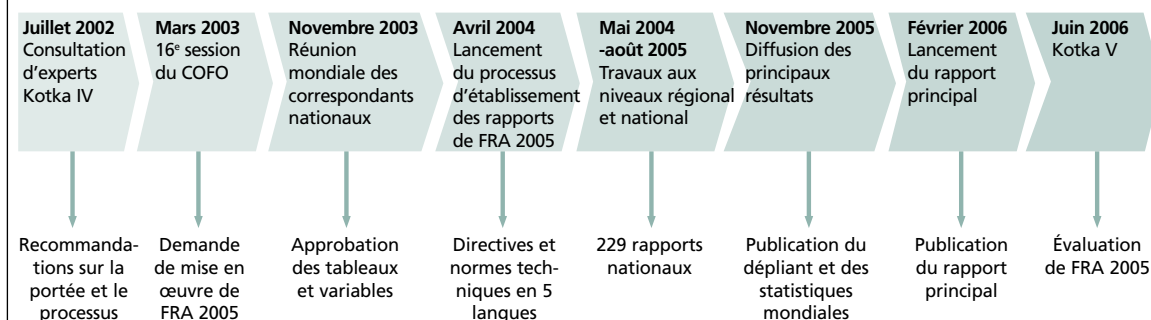 Juillet 2002
Consultation
d'experts
Kotka IV
Mars 2003
16e session
du COFO
Novembre 2003
Réunion
mondiale des
correspondants
nationaux
Avril 2004
Lancement
du processus
d'établissement
des rapports
de FRA 2005
Mai 2004
-août 2005
Travaux aux
niveaux régional
et national
Novembre 2005
Diffusion des
principaux
résultats
Février 2006
Lancement
du rapport
principal
Juin 2006
Kotka V
Recommanda-
tions sur la
portée et le
processus
Demande
de mise en
œuvre de
FRA 2005
Approbation
des tableaux
et variables
Directives et
normes tech-
niques en 5
langues
229 rapports
nationaux
Publication du
dépliant et des
statistiques
mondiales
Publication
du rapport
principal
Évaluation
de FRA 2005